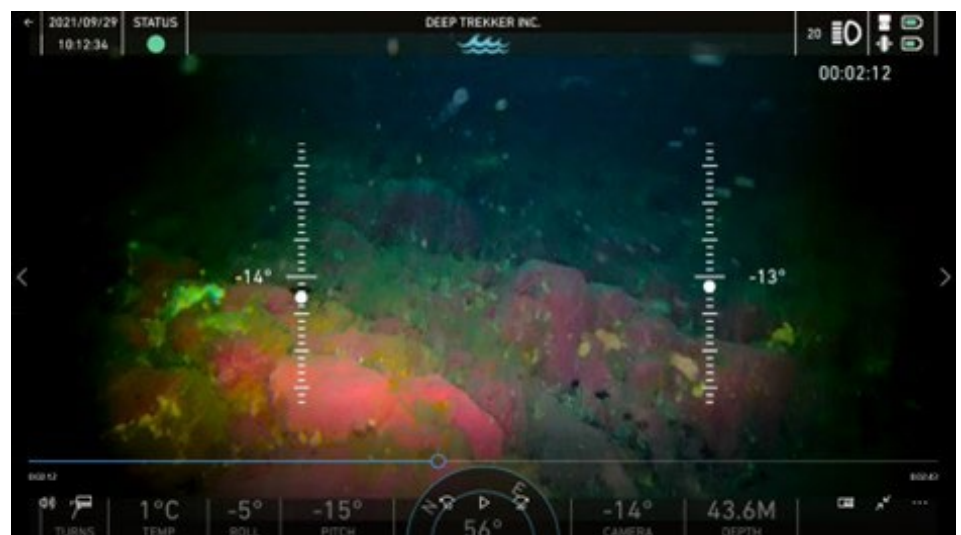 2021/09/29
10:12:34
STATUS
DEEP TREKKER INC.
20
00:02:12
-14°
-13°
N
E
56°
1°C
TEMP
-5°
ROLL
-15°
PITCH
-14°
CAMERA
43.6M
DEPTH
TURNS